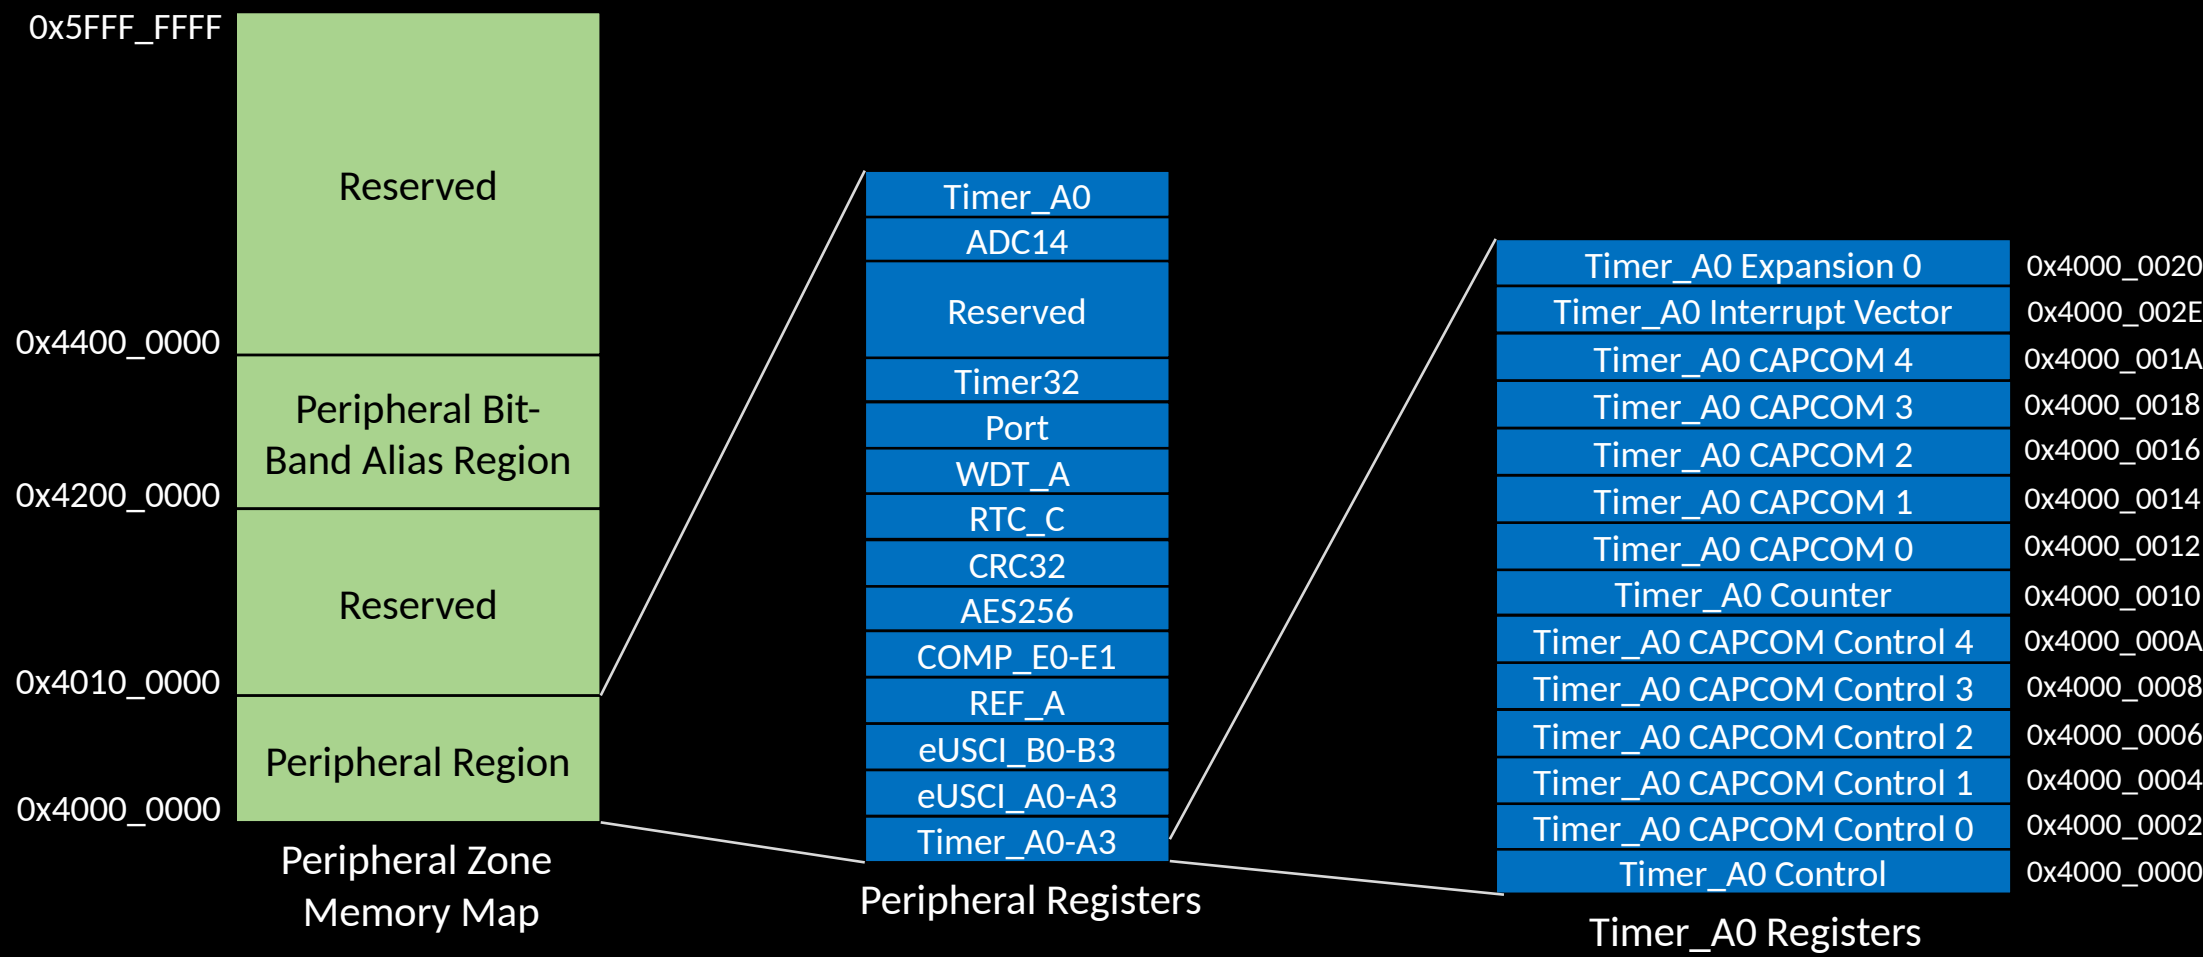 0x5FFF_FFFF
Reserved
0x4400_0000
Peripheral Bit-
Band Alias Region
0x4200_0000
Reserved
0x4010_0000
Peripheral Region
0x4000_0000
Peripheral Zone
Memory Map
Timer_A0
ADC14
Reserved
Timer32
Port
WDT_A
RTC_C
CRC32
AES256
COMP_E0-E1
REF_A
eUSCI_B0-B3
eUSCI_A0-A3
Timer_A0-A3
Peripheral Registers
Timer_A0 Expansion 0 0x4000_0020
Timer_A0 Interrupt Vector 0x4000_002E
Timer_A0 CAPCOM 4 0x4000_001A
Timer_A0 CAPCOM 3 0x4000_0018
Timer_A0 CAPCOM 2 0x4000_0016
Timer_A0 CAPCOM 1 0x4000_0014
Timer_A0 CAPCOM 0 0x4000_0012
Timer_A0 Counter 0x4000_0010
Timer_A0 CAPCOM Control 4 0x4000_000A
Timer_A0 CAPCOM Control 3 0x4000_0008
Timer_A0 CAPCOM Control 2 0x4000_0006
Timer_A0 CAPCOM Control 1 0x4000_0004
Timer_A0 CAPCOM Control 0 0x4000_0002
Timer_A0 Control 0x4000_0000
Timer_A0 Registers